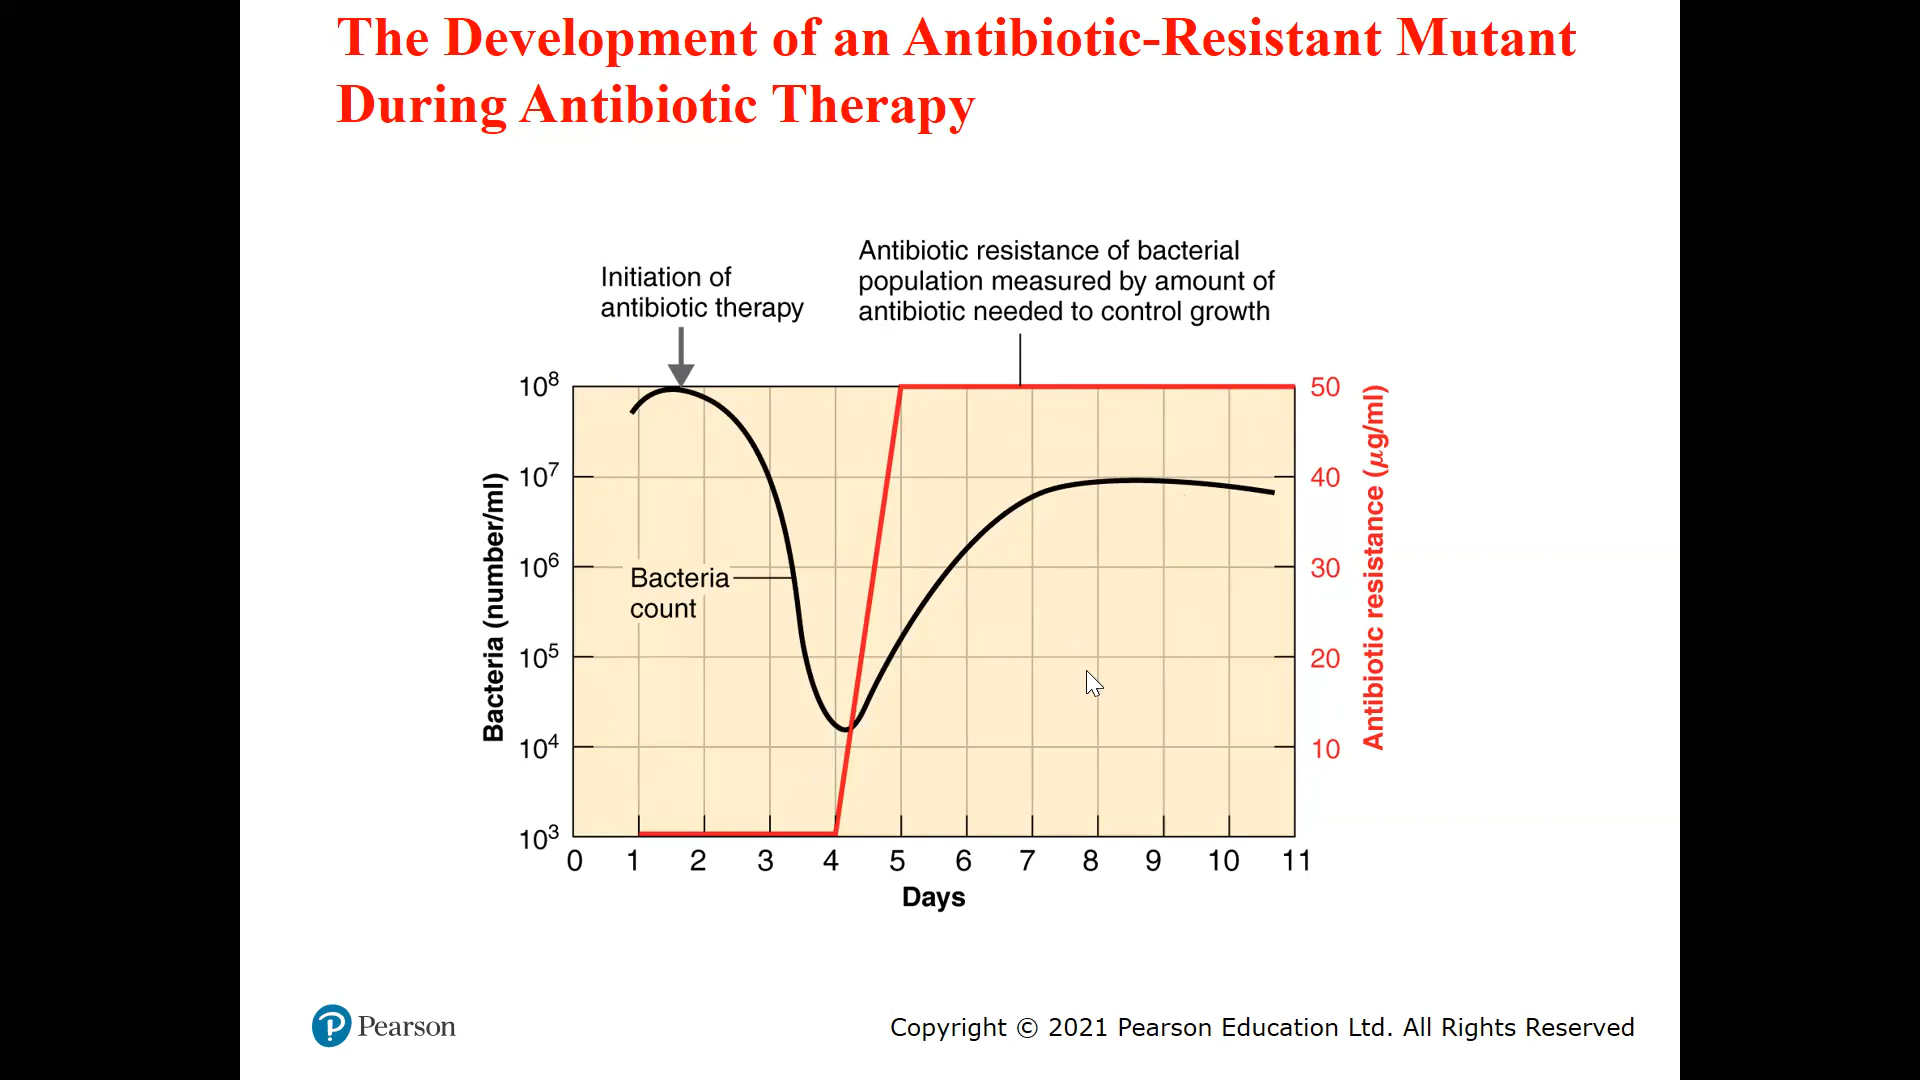 The Development of an Antibiotic-Resistant Mutant
During Antibiotic Therapy
Initiation of
antibiotic therapy
Antibiotic resistance of bacterial
population measured by amount of
antibiotic needed to control growth
Bacteria (number/ml)
10⁸
10⁷
10⁶
10⁵
10⁴
10³
Bacteria
count
50
40
30
20
10
Antibiotic resistance (μg/ml)
0 1 2 3 4 5 6 7 8 9 10 11
Days
Pearson
Copyright © 2021 Pearson Education Ltd. All Rights Reserved